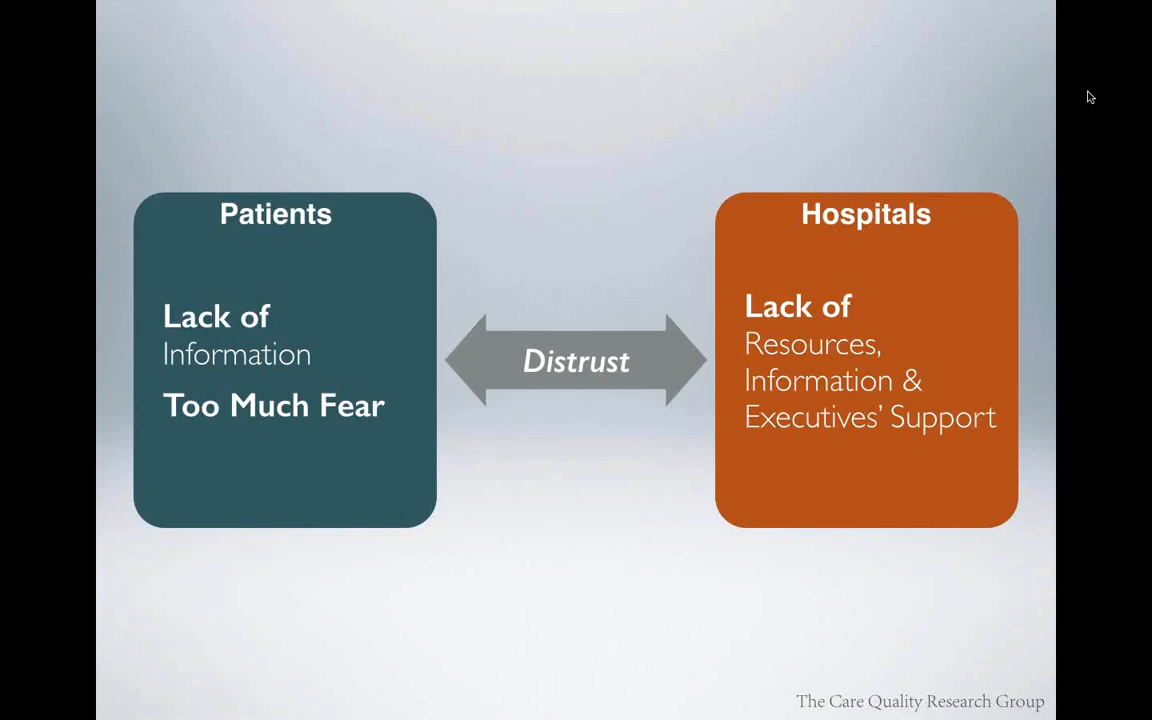 Patients
Lack of
Information
Too Much Fear
Distrust
Hospitals
Lack of
Resources,
Information &
Executives’ Support
The Care Quality Research Group